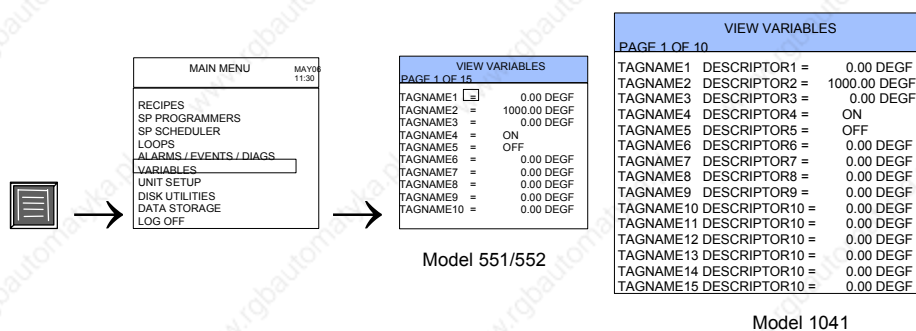 MAIN MENU
MAY06
11:30
RECIPES
SP PROGRAMMERS
SP SCHEDULER
LOOPS
ALARMS / EVENTS / DIAGS
VARIABLES
UNIT SETUP
DISK UTILITIES
DATA STORAGE
LOG OFF
VIEW VARIABLES
PAGE 1 OF 15
TAGNAME1 = 0.00 DEGF
TAGNAME2 = 1000.00 DEGF
TAGNAME3 = 0.00 DEGF
TAGNAME4 = ON
TAGNAME5 = OFF
TAGNAME6 = 0.00 DEGF
TAGNAME7 = 0.00 DEGF
TAGNAME8 = 0.00 DEGF
TAGNAME9 = 0.00 DEGF
TAGNAME10 = 0.00 DEGF
Model 551/552
VIEW VARIABLES
PAGE 1 OF 10
TAGNAME1 DESCRIPTOR1 = 0.00 DEGF
TAGNAME2 DESCRIPTOR2 = 1000.00 DEGF
TAGNAME3 DESCRIPTOR3 = 0.00 DEGF
TAGNAME4 DESCRIPTOR4 = ON
TAGNAME5 DESCRIPTOR5 = OFF
TAGNAME6 DESCRIPTOR6 = 0.00 DEGF
TAGNAME7 DESCRIPTOR7 = 0.00 DEGF
TAGNAME8 DESCRIPTOR8 = 0.00 DEGF
TAGNAME9 DESCRIPTOR9 = 0.00 DEGF
TAGNAME10 DESCRIPTOR10 = 0.00 DEGF
TAGNAME11 DESCRIPTOR10 = 0.00 DEGF
TAGNAME12 DESCRIPTOR10 = 0.00 DEGF
TAGNAME13 DESCRIPTOR10 = 0.00 DEGF
TAGNAME14 DESCRIPTOR10 = 0.00 DEGF
TAGNAME15 DESCRIPTOR10 = 0.00 DEGF
Model 1041